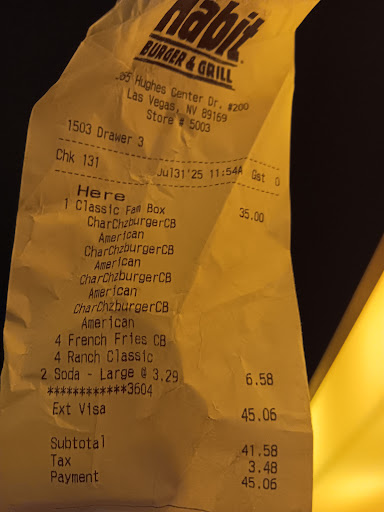 Habit
BURGER & GRILL
Hughes Center Dr. #200
Las Vegas, NV 89169
Store # 5003
1503 Drawer 3
Chk 131 Jul31'25 11:54A Gst 0
Here
1 Classic Fam Box 35.00
CharChzburgerCB
American
CharChzburgerCB
American
CharChzburgerCB
American
CharChzburgerCB
American
4 French Fries CB
4 Ranch Classic
2 Soda - Large @ 3.29 6.58
************3604
Ext Visa 45.06
Subtotal 41.58
Tax 3.48
Payment 45.06